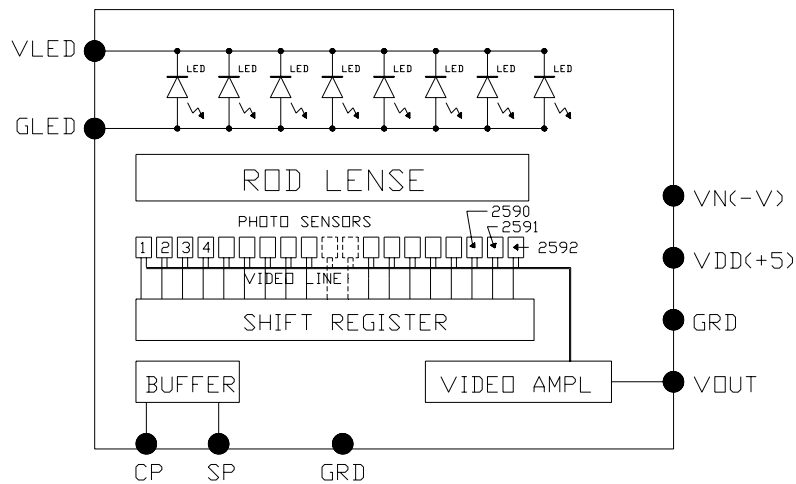 VLED
LED LED LED LED LED LED LED LED
GLED
ROD LENSE
VN(-V)
PHOTO SENSORS
2590
2591
1 2 3 4
2592
VDD(+5)
VIDEO LINE
SHIFT REGISTER
GRD
BUFFER
VIDEO AMPL
VOUT
CP SP GRD